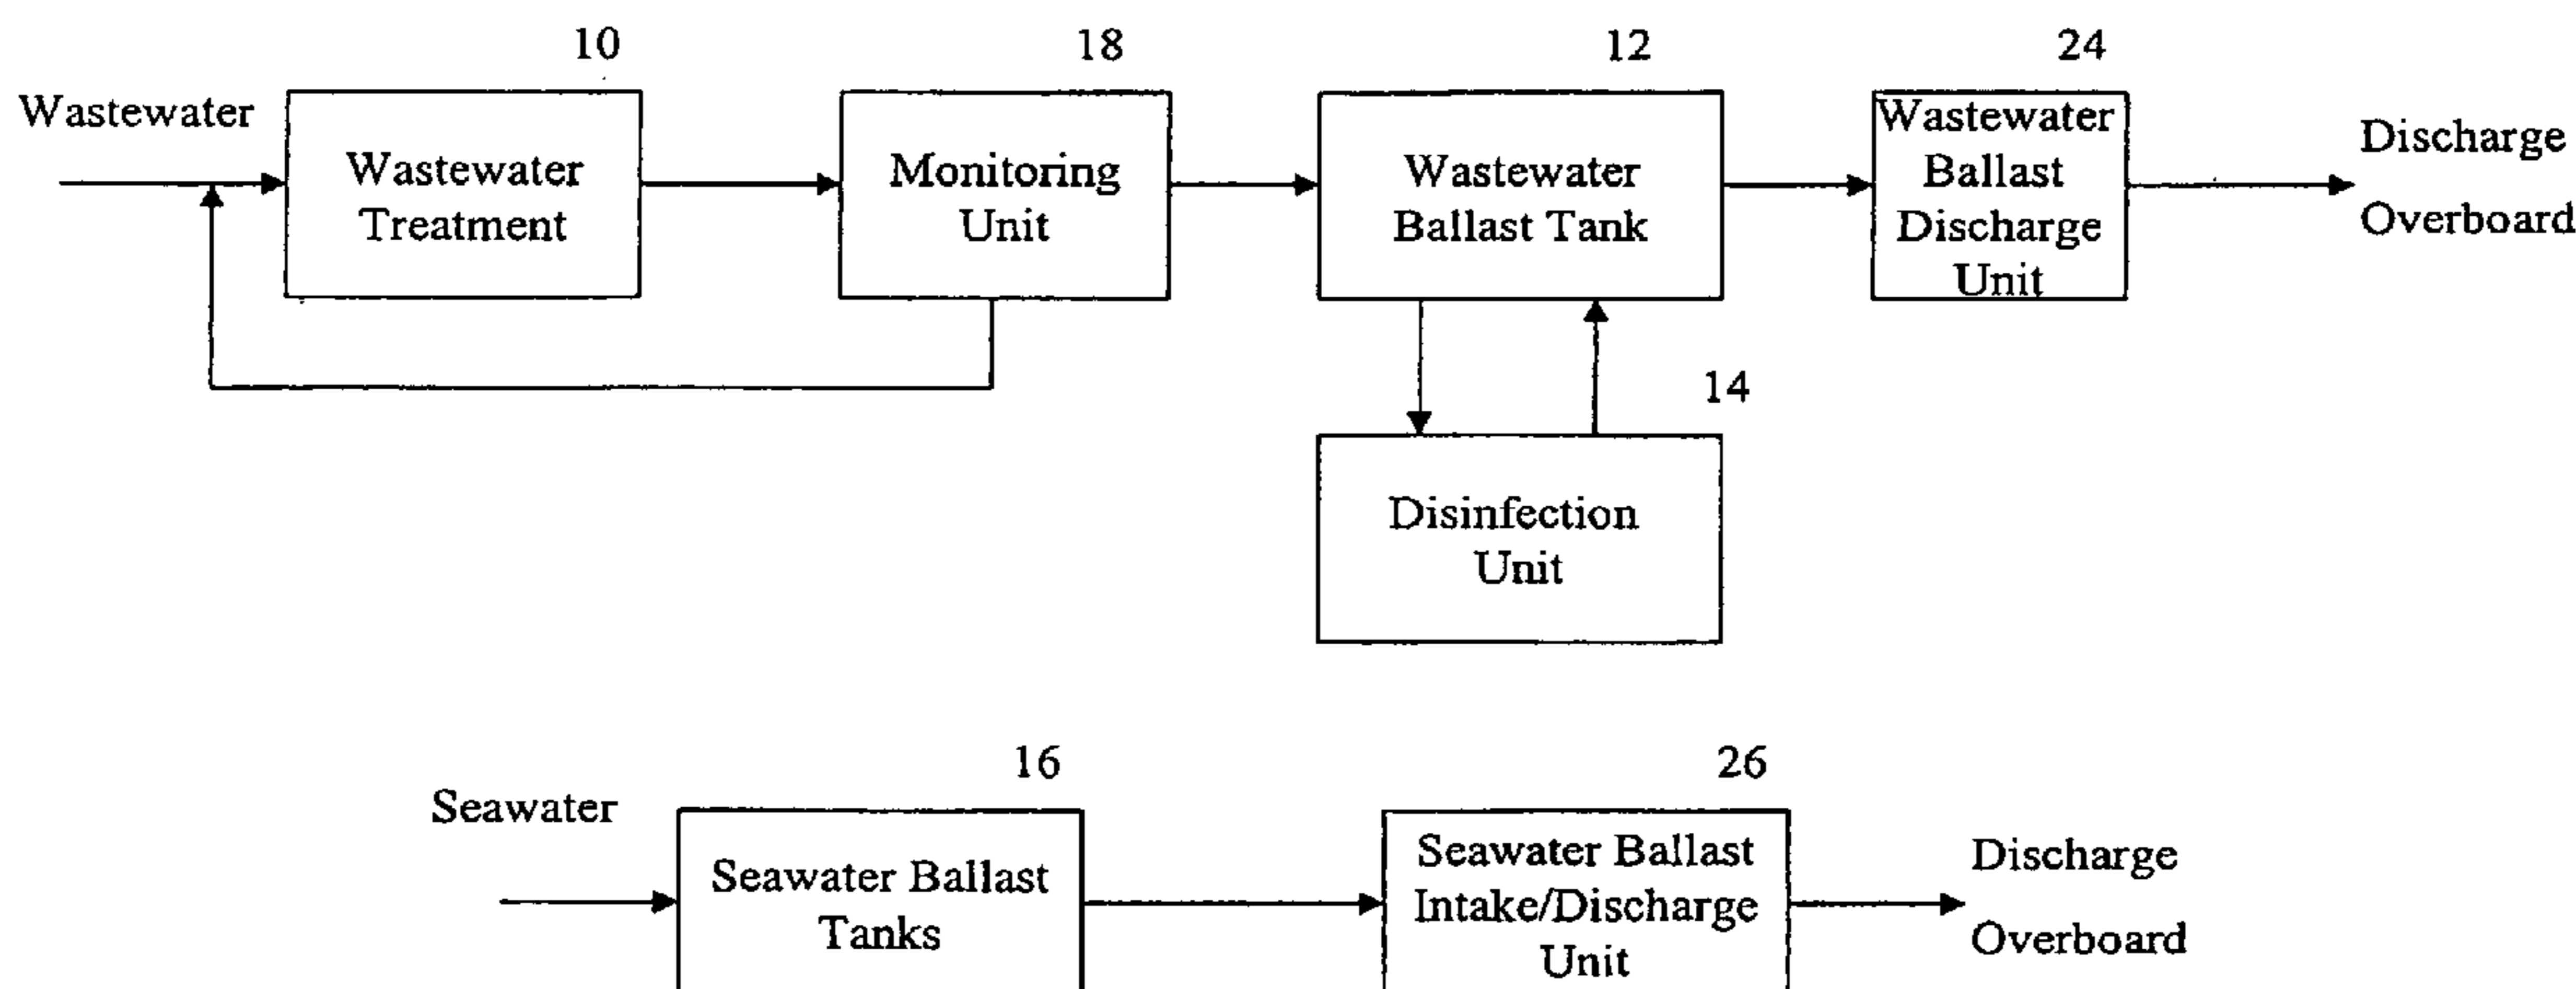 10
18
12
24
Wastewater
Wastewater
Treatment
Monitoring
Unit
Wastewater
Ballast Tank
Wastewater
Ballast
Discharge
Unit
Discharge
Overboard
14
Disinfection
Unit
16
26
Seawater
Seawater Ballast
Tanks
Seawater Ballast
Intake/Discharge
Unit
Discharge
Overboard